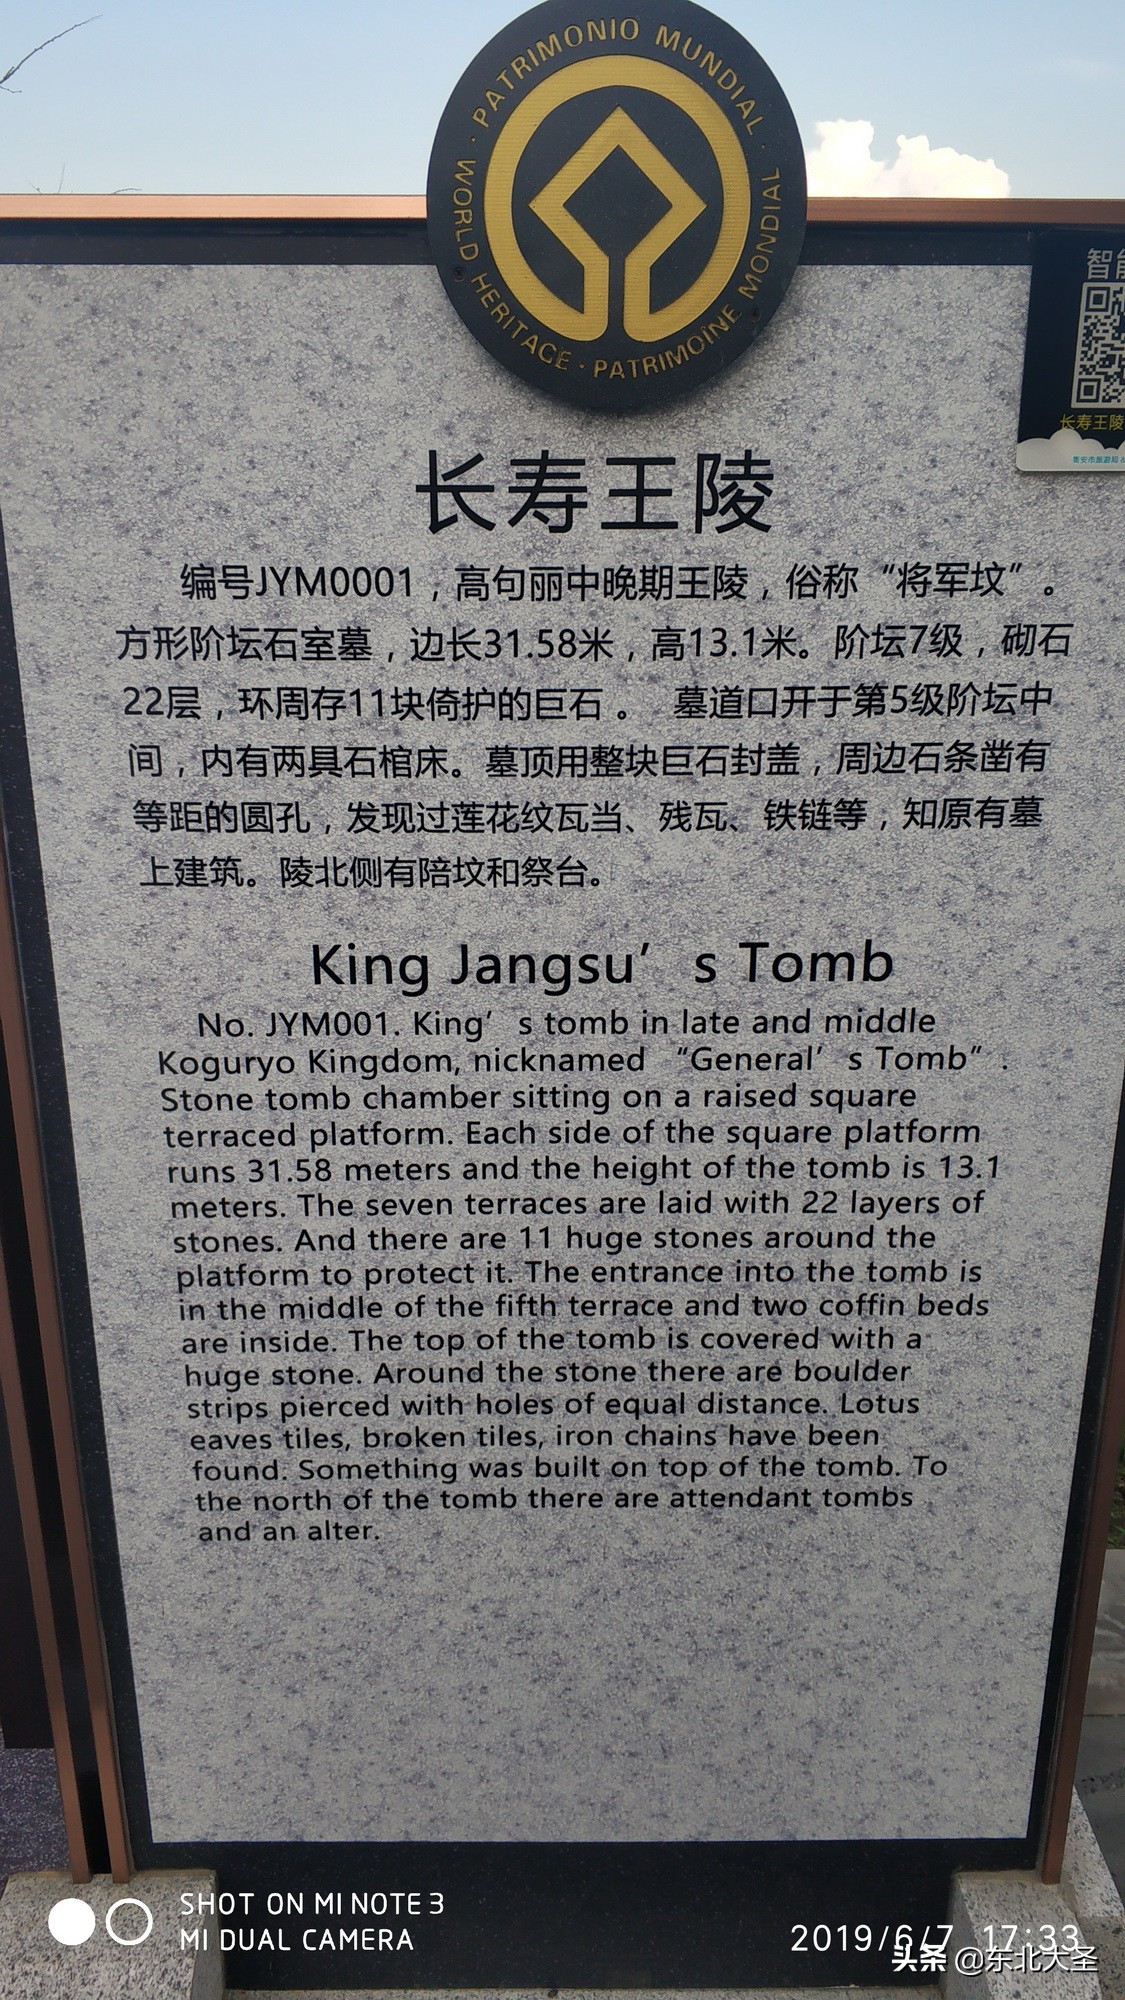 · PATRIMONIO MUNDIAL ·
WORLD HERITAGE · PATRIMOINE MONDIAL
长寿王陵
编号JYM0001，高句丽中晚期王陵，俗称“将军坟”。
方形阶坛石室墓，边长31.58米，高13.1米。阶坛7级，砌石
22层，环周存11块倚护的巨石 。 墓道口开于第5级阶坛中
间，内有两具石棺床。墓顶用整块巨石封盖，周边石条凿有
等距的圆孔，发现过莲花纹瓦当、残瓦、铁链等，知原有墓
上建筑。陵北侧有陪坟和祭台。
King Jangsu’ s Tomb
No. JYM001. King’ s tomb in late and middle
Koguryo Kingdom, nicknamed “General’ s Tomb” .
Stone tomb chamber sitting on a raised square
terraced platform. Each side of the square platform
runs 31.58 meters and the height of the tomb is 13.1
meters. The seven terraces are laid with 22 layers of
stones. And there are 11 huge stones around the
platform to protect it. The entrance into the tomb is
in the middle of the fifth terrace and two coffin beds
are inside. The top of the tomb is covered with a
huge stone. Around the stone there are boulder
strips pierced with holes of equal distance. Lotus
eaves tiles, broken tiles, iron chains have been
found. Something was built on top of the tomb. To
the north of the tomb there are attendant tombs
and an alter.
智能
长寿王陵
集安市旅游局
SHOT ON MI NOTE 3
MI DUAL CAMERA
2019/6/7 17:33
头条 @东北大圣